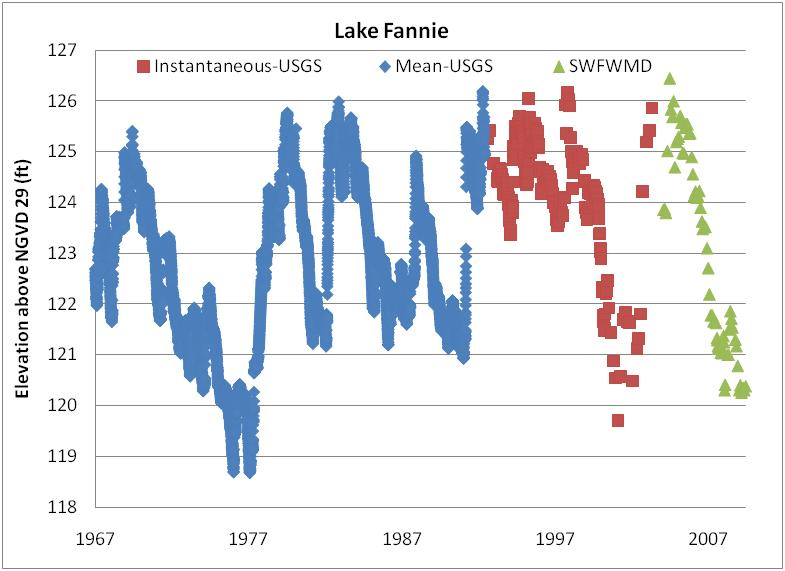 Lake Fannie
Instantaneous-USGS Mean-USGS SWFWMD
Elevation above NGVD 29 (ft)
127
126
125
124
123
122
121
120
119
118
1967 1977 1987 1997 2007